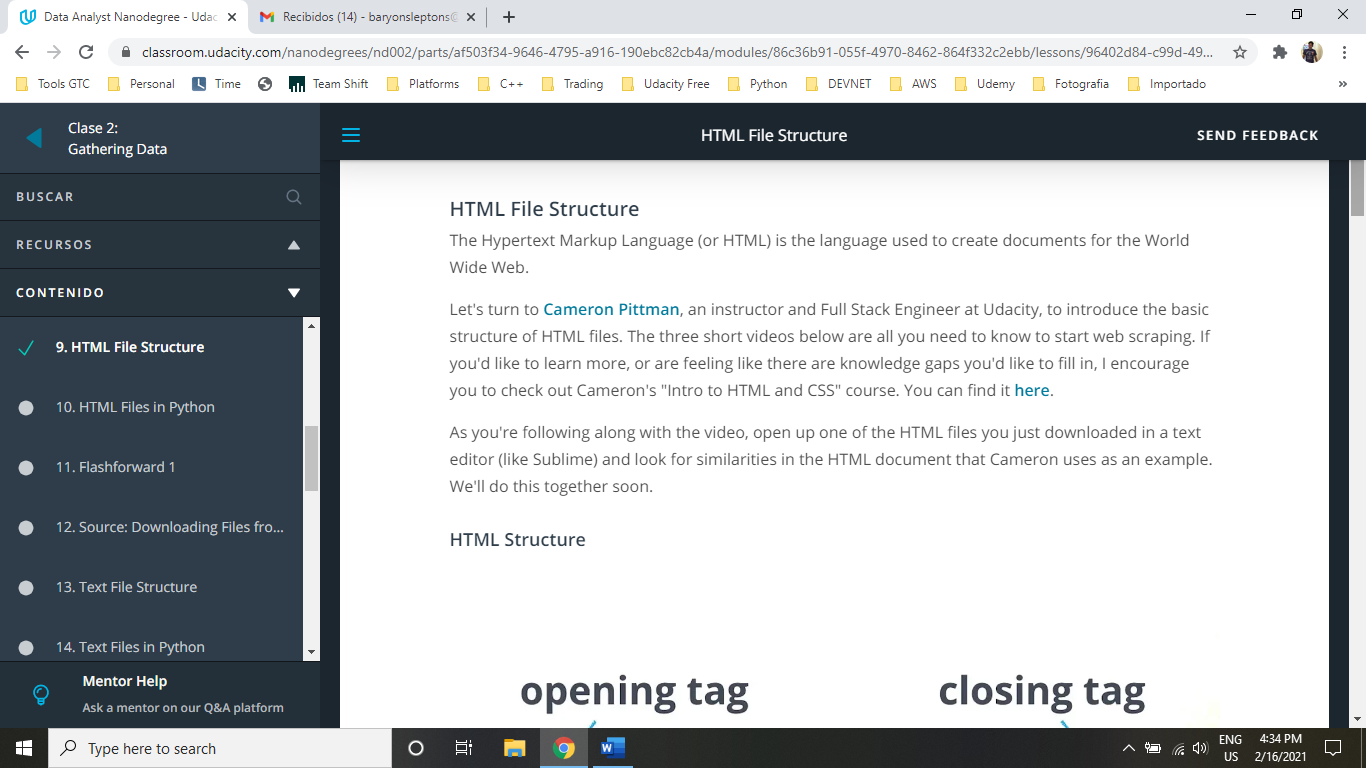 Data Analyst Nanodegree - Udac
Recibidos (14) - baryonsleptons@
classroom.udacity.com/nanodegrees/nd002/parts/af503f34-9646-4795-a916-190ebc82cb4a/modules/86c36b91-055f-4970-8462-864f332c2ebb/lessons/96402d84-c99d-49...
Tools GTC Personal Time Team Shift Platforms C++ Trading Udacity Free Python DEVNET AWS Udemy Fotografia Importado »
Clase 2:
Gathering Data
HTML File Structure
SEND FEEDBACK
BUSCAR
RECURSOS
CONTENIDO
9. HTML File Structure
10. HTML Files in Python
11. Flashforward 1
12. Source: Downloading Files fro...
13. Text File Structure
14. Text Files in Python
Mentor Help
Ask a mentor on our Q&A platform
HTML File Structure
The Hypertext Markup Language (or HTML) is the language used to create documents for the World
Wide Web.
Let's turn to Cameron Pittman, an instructor and Full Stack Engineer at Udacity, to introduce the basic
structure of HTML files. The three short videos below are all you need to know to start web scraping. If
you'd like to learn more, or are feeling like there are knowledge gaps you'd like to fill in, I encourage
you to check out Cameron's "Intro to HTML and CSS" course. You can find it here.
As you're following along with the video, open up one of the HTML files you just downloaded in a text
editor (like Sublime) and look for similarities in the HTML document that Cameron uses as an example.
We'll do this together soon.
HTML Structure
opening tag closing tag
Type here to search
W
ENG
US
4:34 PM
2/16/2021